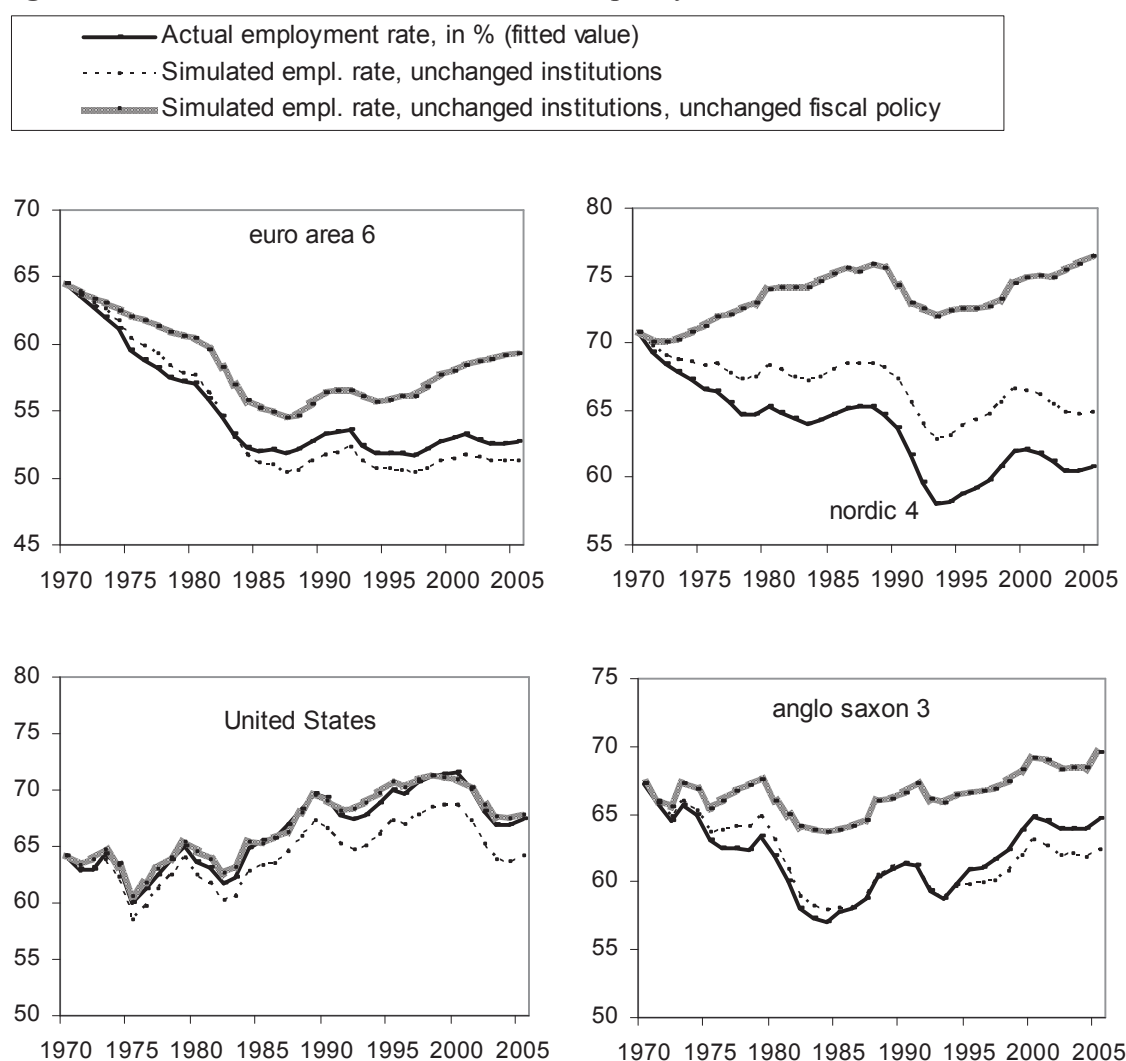 Actual employment rate, in % (fitted value)
Simulated empl. rate, unchanged institutions
Simulated empl. rate, unchanged institutions, unchanged fiscal policy
70
65
60
55
50
45
euro area 6
1970 1975 1980 1985 1990 1995 2000 2005
80
75
70
65
60
55
nordic 4
1970 1975 1980 1985 1990 1995 2000 2005
80
75
70
65
60
55
50
United States
1970 1975 1980 1985 1990 1995 2000 2005
75
70
65
60
55
50
anglo saxon 3
1970 1975 1980 1985 1990 1995 2000 2005